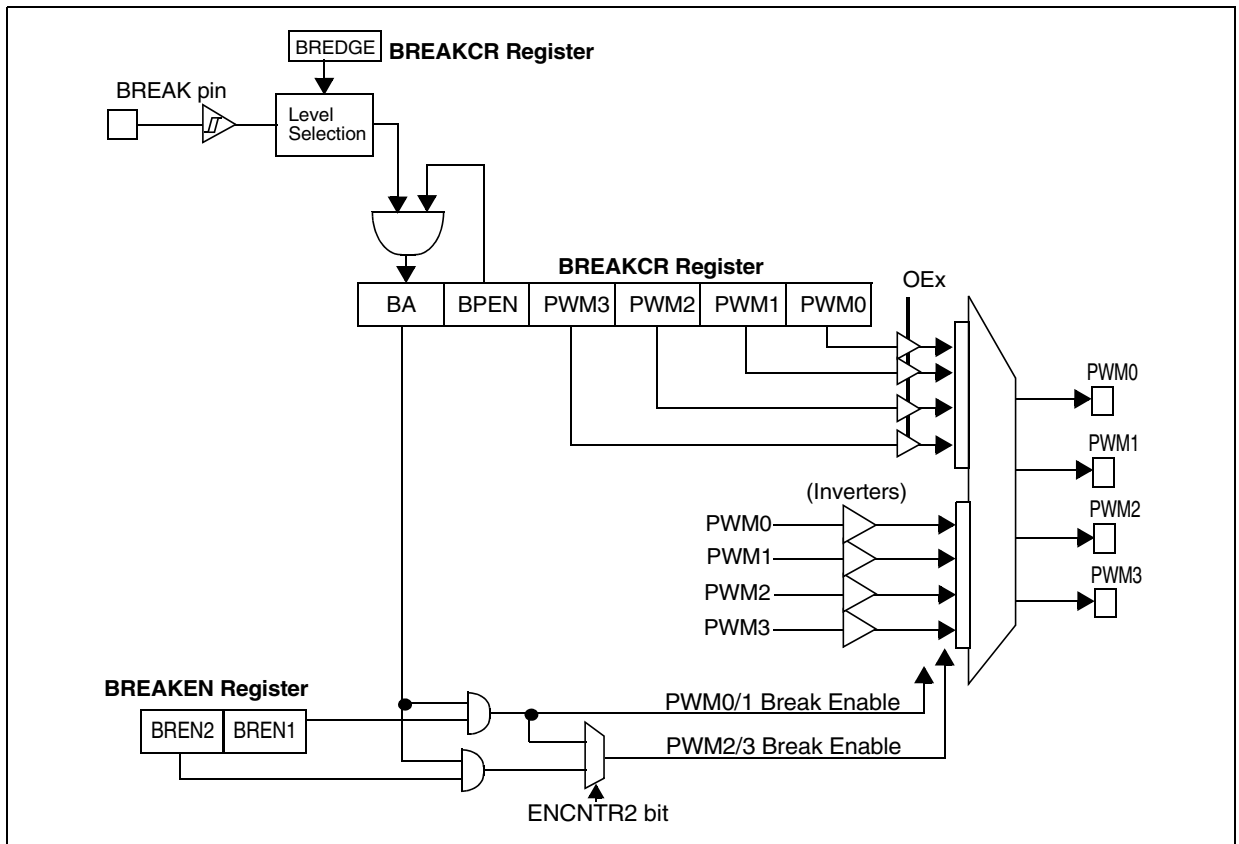 BREDGE BREAKCR Register
BREAK pin
Level
Selection
BREAKCR Register
OEx
BA BPEN PWM3 PWM2 PWM1 PWM0
PWM0
PWM1
PWM2
PWM3
(Inverters)
PWM0
PWM1
PWM2
PWM3
BREAKEN Register
BREN2 BREN1
PWM0/1 Break Enable
PWM2/3 Break Enable
ENCNTR2 bit